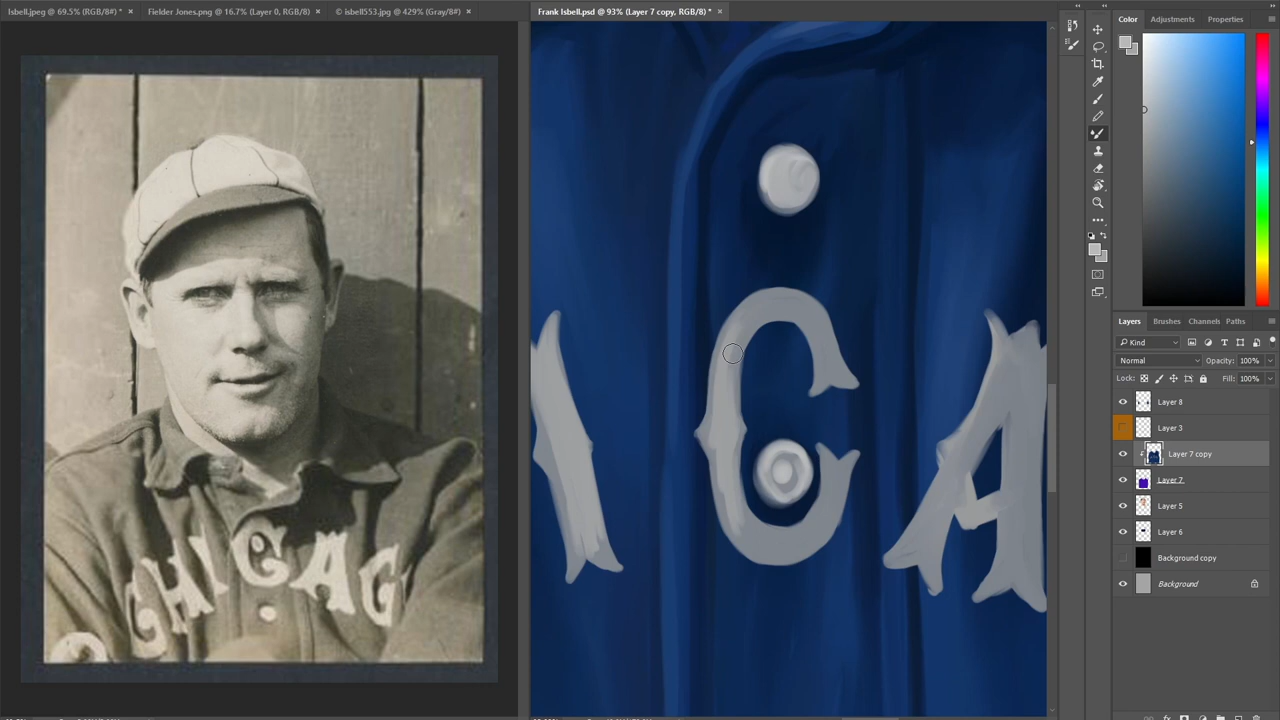 Isbell.jpeg @ 69.5% (RGB/8#) *
Fielder Jones.png @ 16.7% (Layer 0, RGB/8)
© isbell553.jpg @ 429% (Gray/8#)
Frank Isbell.psd @ 93% (Layer 7 copy, RGB/8) *
CHICAG
ICA
Color
Adjustments
Properties
Layers
Brushes
Channels
Paths
Kind
Normal
Opacity: 100%
Lock:
Fill: 100%
Layer 8
Layer 3
Layer 7 copy
Layer 7
Layer 5
Layer 6
Background copy
Background
fx